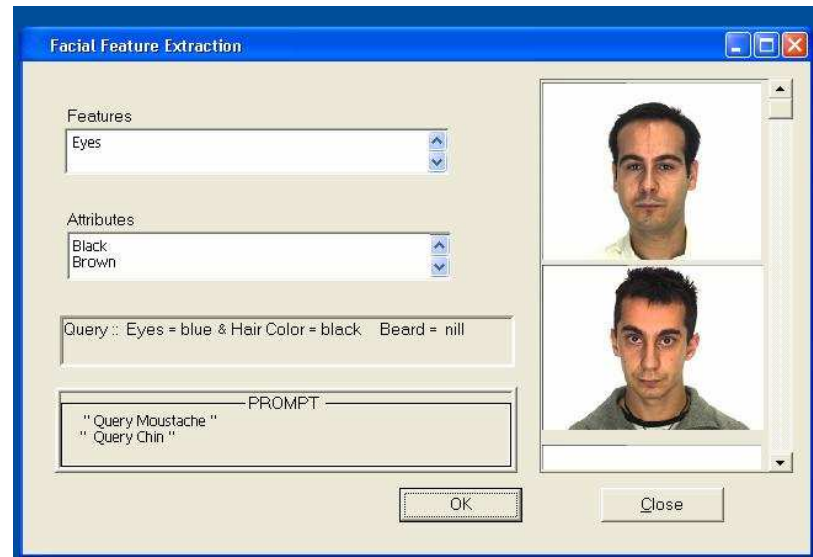 Facial Feature Extraction
Features
Eyes
Attributes
Black
Brown
Query :: Eyes = blue & Hair Color = black Beard = nill
PROMPT
" Query Moustache "
" Query Chin "
OK
Close